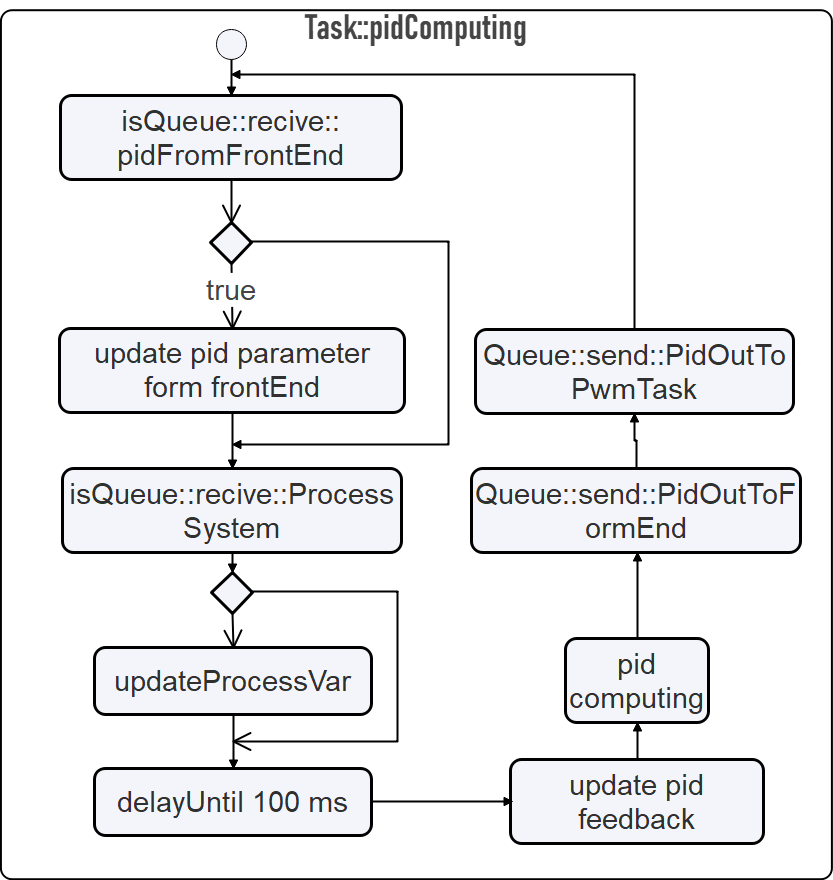 Task::pidComputing
isQueue::recive::
pidFromFrontEnd
true
update pid parameter
form frontEnd
isQueue::recive::Process
System
updateProcessVar
delayUntil 100 ms
update pid
feedback
pid
computing
Queue::send::PidOutToF
ormEnd
Queue::send::PidOutTo
PwmTask